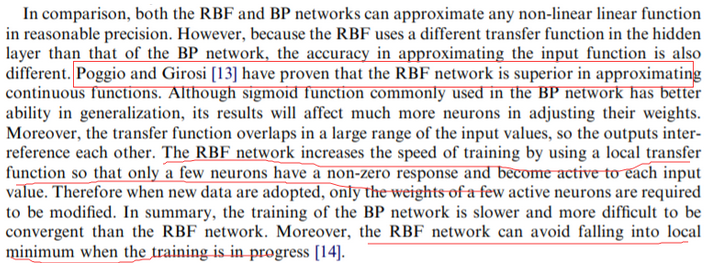 In comparison, both the RBF and BP networks can approximate any non-linear linear function
in reasonable precision. However, because the RBF uses a different transfer function in the hidden
layer than that of the BP network, the accuracy in approximating the input function is also
different. Poggio and Girosi [13] have proven that the RBF network is superior in approximating
continuous functions. Although sigmoid function commonly used in the BP network has better
ability in generalization, its results will affect much more neurons in adjusting their weights.
Moreover, the transfer function overlaps in a large range of the input values, so the outputs inter-
reference each other. The RBF network increases the speed of training by using a local transfer
function so that only a few neurons have a non-zero response and become active to each input
value. Therefore when new data are adopted, only the weights of a few active neurons are required
to be modified. In summary, the training of the BP network is slower and more difficult to be
convergent than the RBF network. Moreover, the RBF network can avoid falling into local
minimum when the training is in progress [14].